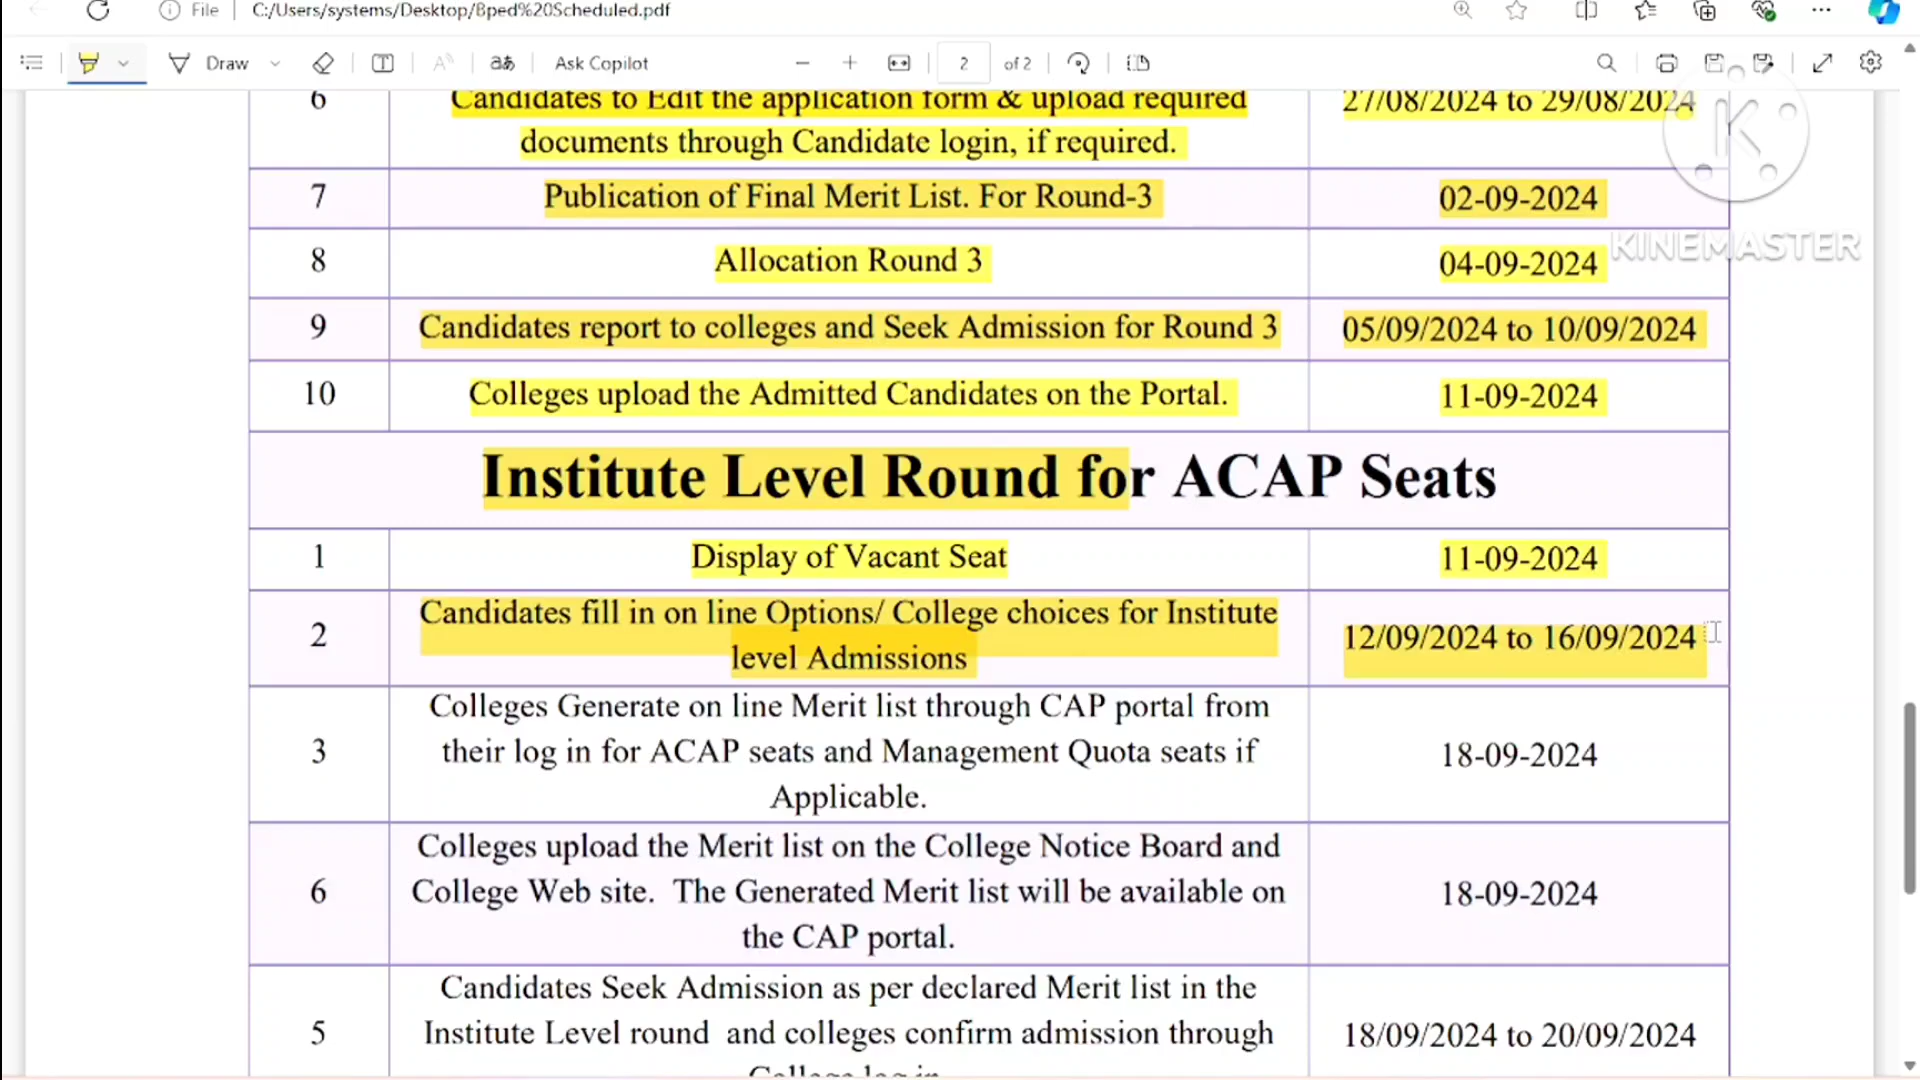 File
C:/Users/systems/Desktop/Bped%20Scheduled.pdf
Draw
aあ
Ask Copilot
2
of 2
6
Candidates to Edit the application form & upload required
documents through Candidate login, if required.
27/08/2024 to 29/08/2024
7
Publication of Final Merit List. For Round-3
02-09-2024
8
Allocation Round 3
04-09-2024
KINEMASTER
9
Candidates report to colleges and Seek Admission for Round 3
05/09/2024 to 10/09/2024
10
Colleges upload the Admitted Candidates on the Portal.
11-09-2024
Institute Level Round for ACAP Seats
1
Display of Vacant Seat
11-09-2024
2
Candidates fill in on line Options/ College choices for Institute
level Admissions
12/09/2024 to 16/09/2024
3
Colleges Generate on line Merit list through CAP portal from
their log in for ACAP seats and Management Quota seats if
Applicable.
18-09-2024
6
Colleges upload the Merit list on the College Notice Board and
College Web site.  The Generated Merit list will be available on
the CAP portal.
18-09-2024
5
Candidates Seek Admission as per declared Merit list in the
Institute Level round  and colleges confirm admission through
College log in
18/09/2024 to 20/09/2024